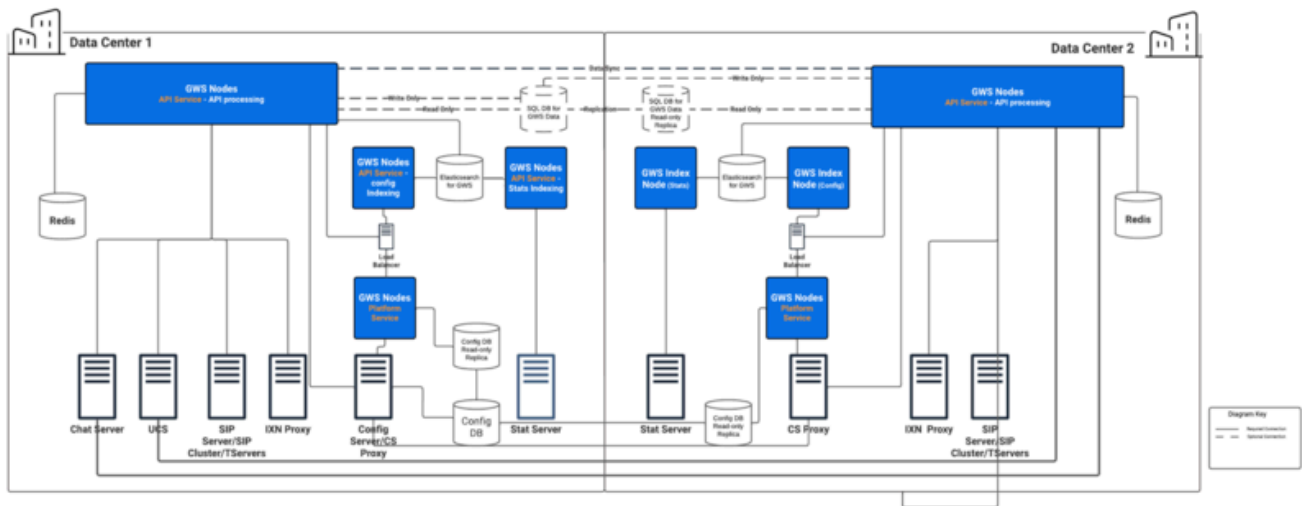 Data Center 1
Data Center 2
GWS Nodes
API Service - API processing
GWS Nodes
API Service - API processing
Data Sync
Write Only
Write Only
Read Only
Replication
Read Only
SQL DB for
GWS Data
SQL DB for
GWS Data
Read-only
Replica
GWS Nodes
API Service -
config
Indexing
Elasticsearch
for GWS
GWS Nodes
API Service -
Stats Indexing
GWS Index
Node (Stats)
Elasticsearch
for GWS
GWS Index
Node (Config)
Redis
Redis
Load
Balancer
Load
Balancer
GWS Nodes
Platform
Service
GWS Nodes
Platform
Service
Config DB
Read-only
Replica
Config
DB
Config DB
Read-only
Replica
Chat Server
UCS
SIP
Server/SIP
Cluster/TServers
IXN Proxy
Config
Server/CS
Proxy
Stat Server
Stat Server
CS Proxy
IXN Proxy
SIP
Server/SIP
Cluster/TServers
Diagram Key
Required Connection
Optional Connection